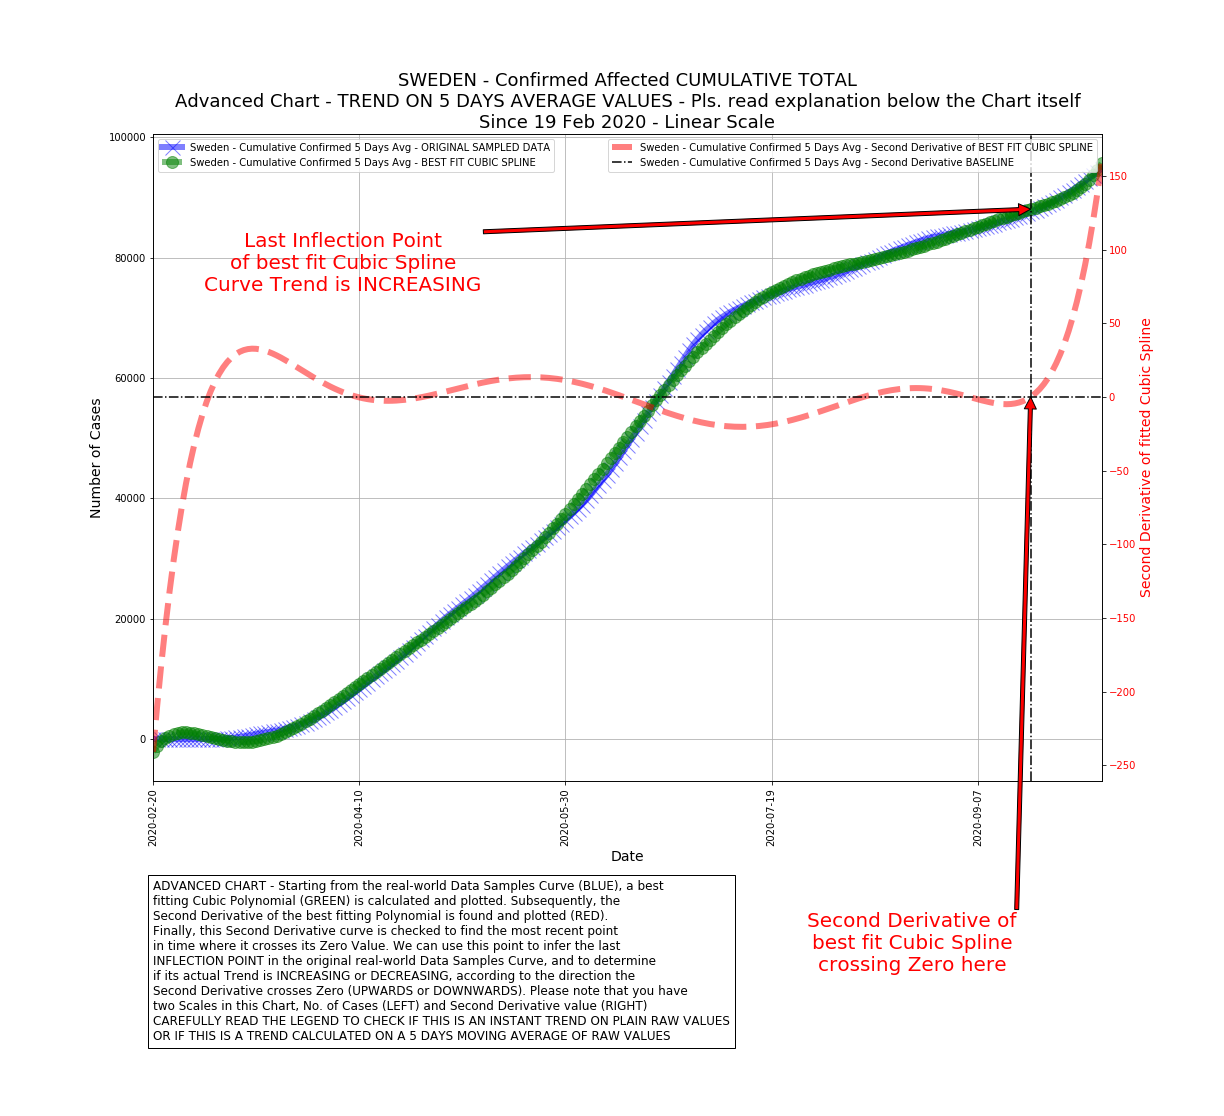 SWEDEN - Confirmed Affected CUMULATIVE TOTAL
Advanced Chart - TREND ON 5 DAYS AVERAGE VALUES - Pls. read explanation below the Chart itself
Since 19 Feb 2020 - Linear Scale
Sweden - Cumulative Confirmed 5 Days Avg - ORIGINAL SAMPLED DATA
Sweden - Cumulative Confirmed 5 Days Avg - BEST FIT CUBIC SPLINE
Sweden - Cumulative Confirmed 5 Days Avg - Second Derivative of BEST FIT CUBIC SPLINE
Sweden - Cumulative Confirmed 5 Days Avg - Second Derivative BASELINE
Last Inflection Point
of best fit Cubic Spline
Curve Trend is INCREASING
Number of Cases
100000
80000
60000
40000
20000
0
150
100
50
0
−50
−100
−150
−200
−250
Second Derivative of fitted Cubic Spline
2020-02-20
2020-04-10
2020-05-30
2020-07-19
2020-09-07
Date
ADVANCED CHART - Starting from the real-world Data Samples Curve (BLUE), a best
fitting Cubic Polynomial (GREEN) is calculated and plotted. Subsequently, the
Second Derivative of the best fitting Polynomial is found and plotted (RED).
Finally, this Second Derivative curve is checked to find the most recent point
in time where it crosses its Zero Value. We can use this point to infer the last
INFLECTION POINT in the original real-world Data Samples Curve, and to determine
if its actual Trend is INCREASING or DECREASING, according to the direction the
Second Derivative crosses Zero (UPWARDS or DOWNWARDS). Please note that you have
two Scales in this Chart, No. of Cases (LEFT) and Second Derivative value (RIGHT)
CAREFULLY READ THE LEGEND TO CHECK IF THIS IS AN INSTANT TREND ON PLAIN RAW VALUES
OR IF THIS IS A TREND CALCULATED ON A 5 DAYS MOVING AVERAGE OF RAW VALUES
Second Derivative of
best fit Cubic Spline
crossing Zero here